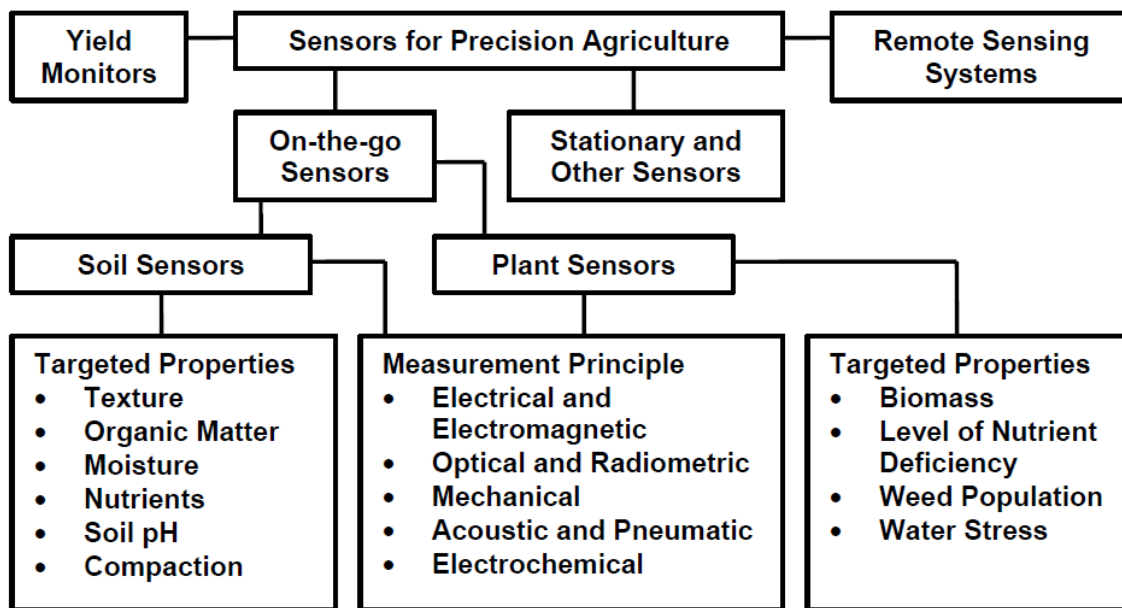 Yield
Monitors
Sensors for Precision Agriculture
Remote Sensing
Systems
On-the-go
Sensors
Stationary and
Other Sensors
Soil Sensors
Plant Sensors
Targeted Properties
• Texture
• Organic Matter
• Moisture
• Nutrients
• Soil pH
• Compaction
Measurement Principle
• Electrical and
Electromagnetic
• Optical and Radiometric
• Mechanical
• Acoustic and Pneumatic
• Electrochemical
Targeted Properties
• Biomass
• Level of Nutrient
Deficiency
• Weed Population
• Water Stress